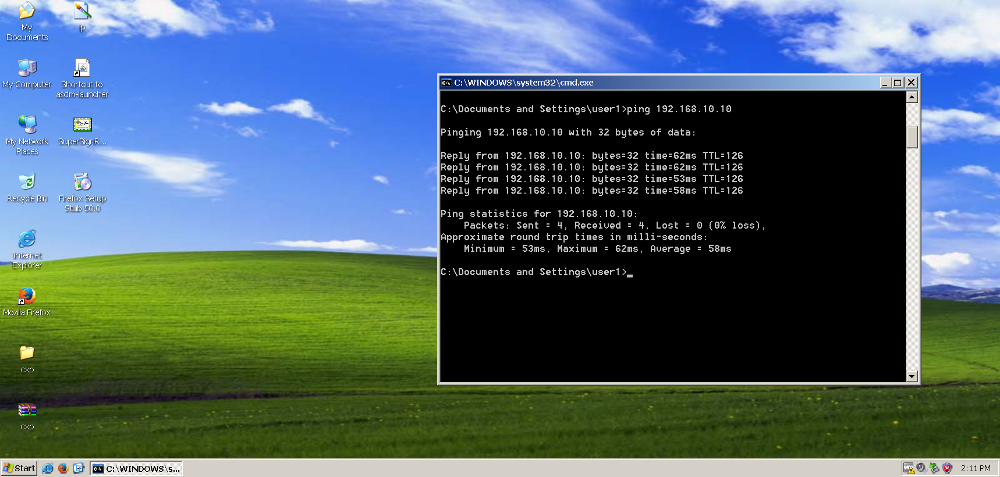 My
Documents
ip
My Computer
Shortcut to
asdm-launcher
My Network
Places
SuperSignR...
Recycle Bin
Firefox Setup
Stub 50.0
Internet
Explorer
Mozilla Firefox
cxp
cxp
C:\WINDOWS\system32\cmd.exe
C:\Documents and Settings\user1>ping 192.168.10.10
Pinging 192.168.10.10 with 32 bytes of data:
Reply from 192.168.10.10: bytes=32 time=62ms TTL=126
Reply from 192.168.10.10: bytes=32 time=62ms TTL=126
Reply from 192.168.10.10: bytes=32 time=53ms TTL=126
Reply from 192.168.10.10: bytes=32 time=58ms TTL=126
Ping statistics for 192.168.10.10:
    Packets: Sent = 4, Received = 4, Lost = 0 (0% loss),
Approximate round trip times in milli-seconds:
    Minimum = 53ms, Maximum = 62ms, Average = 58ms
C:\Documents and Settings\user1>
Start
C:\WINDOWS\s...
2:11 PM